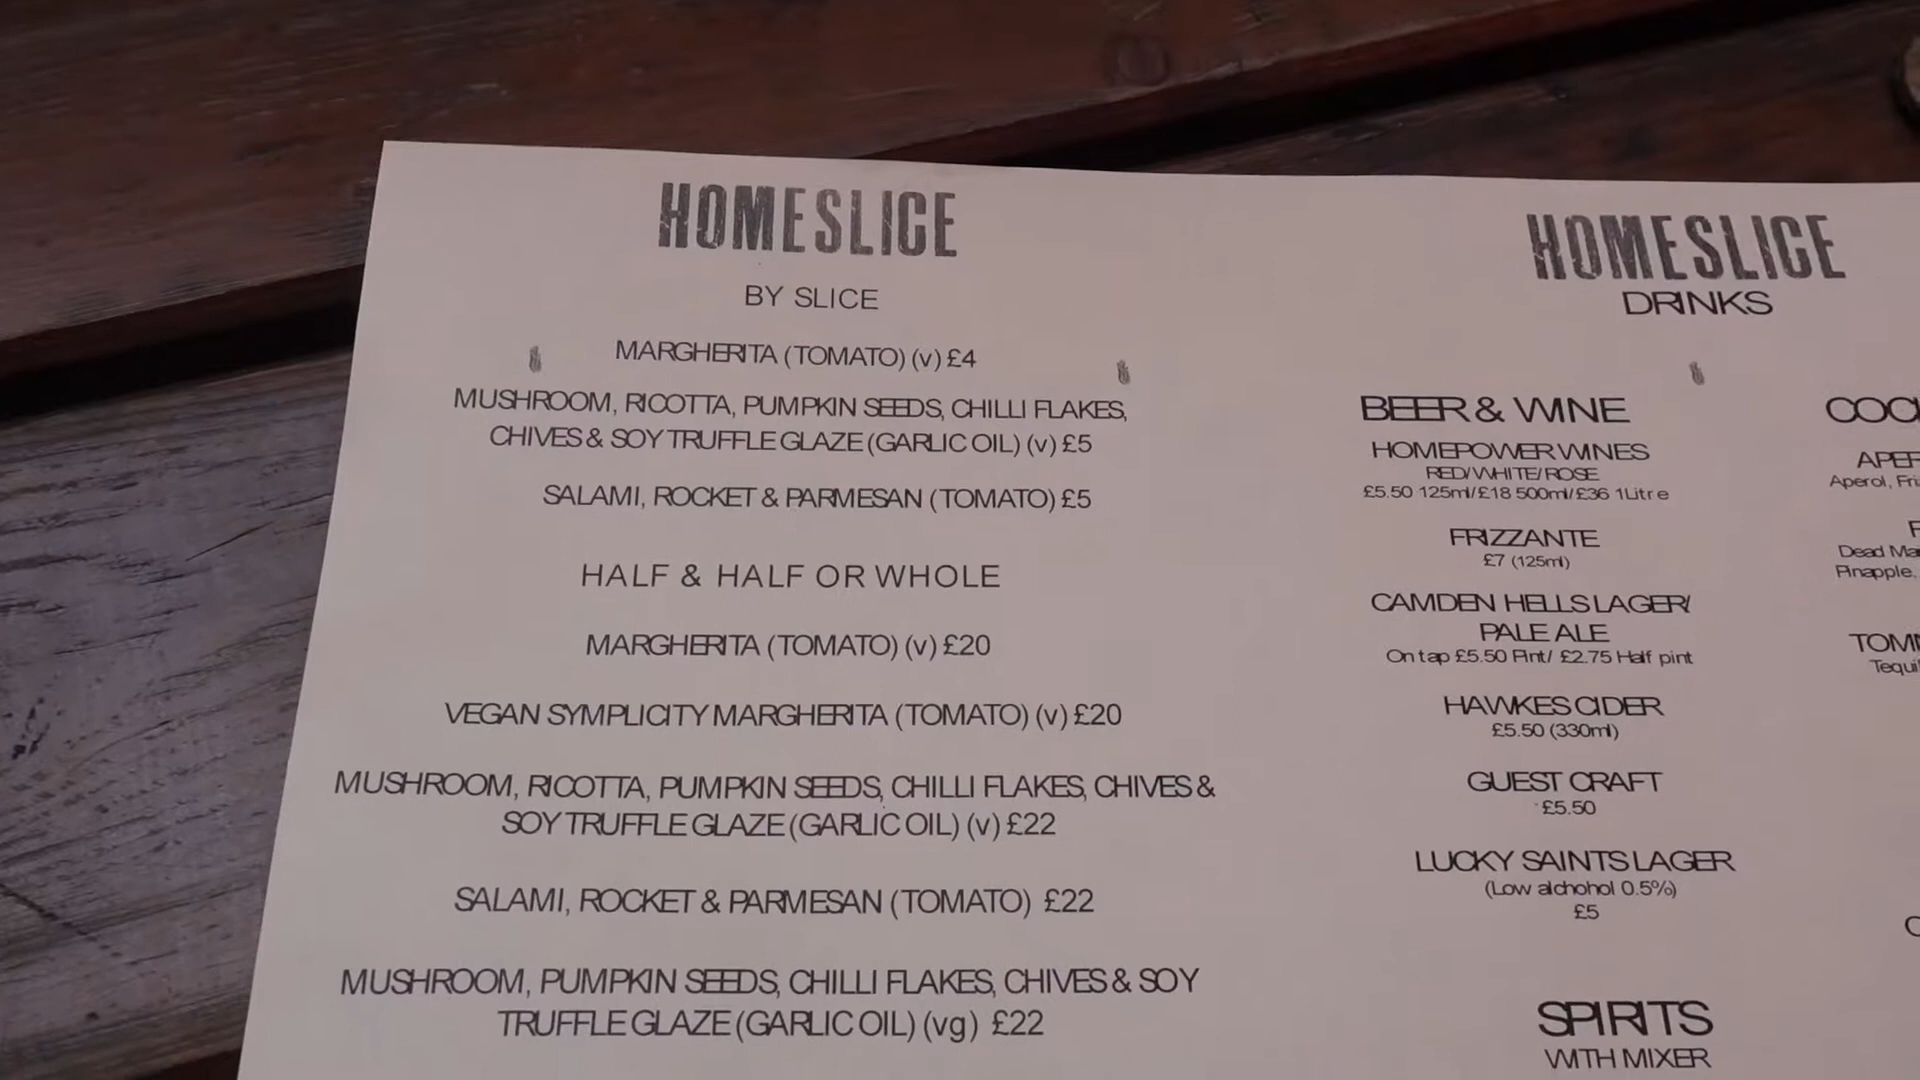 HOMESLICE
BY SLICE
MARGHERITA (TOMATO) (v) £4
MUSHROOM, RICOTTA, PUMPKIN SEEDS, CHILLI FLAKES,
CHIVES & SOY TRUFFLE GLAZE (GARLIC OIL) (v) £5
SALAMI, ROCKET & PARMESAN (TOMATO) £5
HALF & HALF OR WHOLE
MARGHERITA (TOMATO) (v) £20
VEGAN SYMPLICITY MARGHERITA (TOMATO) (v) £20
MUSHROOM, RICOTTA, PUMPKIN SEEDS, CHILLI FLAKES, CHIVES &
SOY TRUFFLE GLAZE (GARLIC OIL) (v) £22
SALAMI, ROCKET & PARMESAN (TOMATO) £22
MUSHROOM, PUMPKIN SEEDS, CHILLI FLAKES, CHIVES & SOY
TRUFFLE GLAZE (GARLIC OIL) (vg) £22
HOMESLICE
DRINKS
BEER & WINE
HOMEPOWER WINES
RED/WHITE/ROSE
£5.50 125ml/£18 500ml/£36 1Litre
FRIZZANTE
£7 (125ml)
CAMDEN HELLS LAGER/
PALE ALE
On tap £5.50 Pint/ £2.75 Half pint
HAWKES CIDER
£5.50 (330ml)
GUEST CRAFT
£5.50
LUCKY SAINTS LAGER
(Low alchohol 0.5%)
£5
SPIRITS
WITH MIXER
Aperol,
Dead
Pinapple,